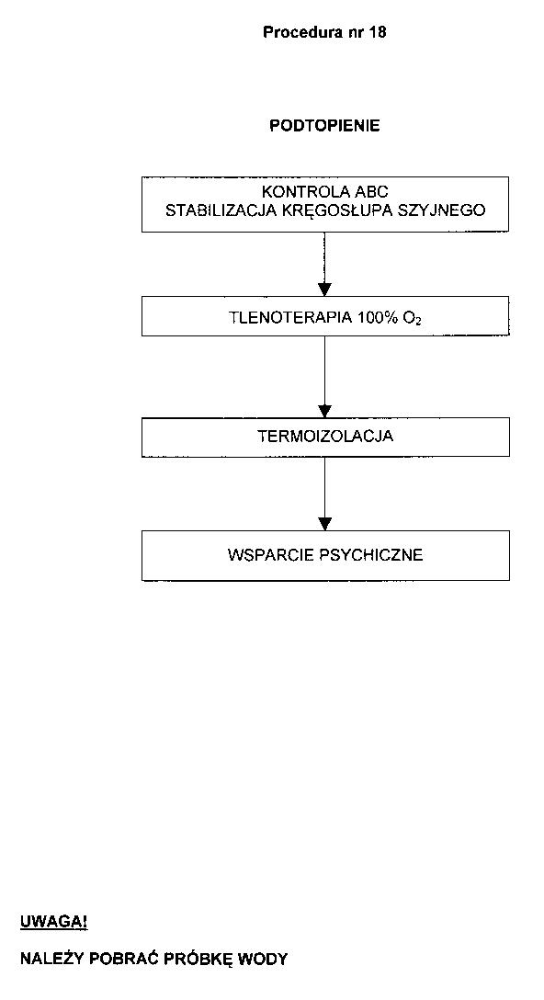 Procedura nr 18
PODTOPIENIE
KONTROLA ABC
STABILIZACJA KRĘGOSŁUPA SZYJNEGO
TLENOTERAPIA 100% O₂
TERMOIZOLACJA
WSPARCIE PSYCHICZNE
UWAGA!
NALEŻY POBRAĆ PRÓBKĘ WODY